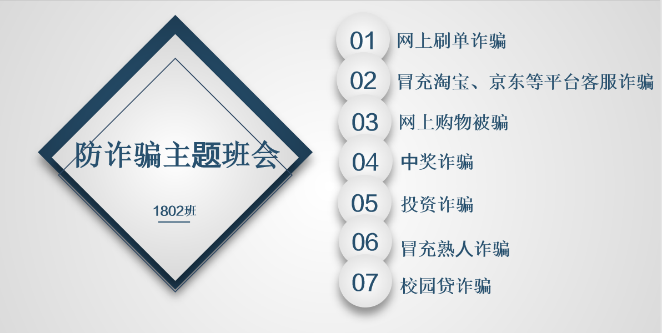 防诈骗主题班会
1802班
01 网上刷单诈骗
02 冒充淘宝、京东等平台客服诈骗
03 网上购物被骗
04 中奖诈骗
05 投资诈骗
06 冒充熟人诈骗
07 校园贷诈骗